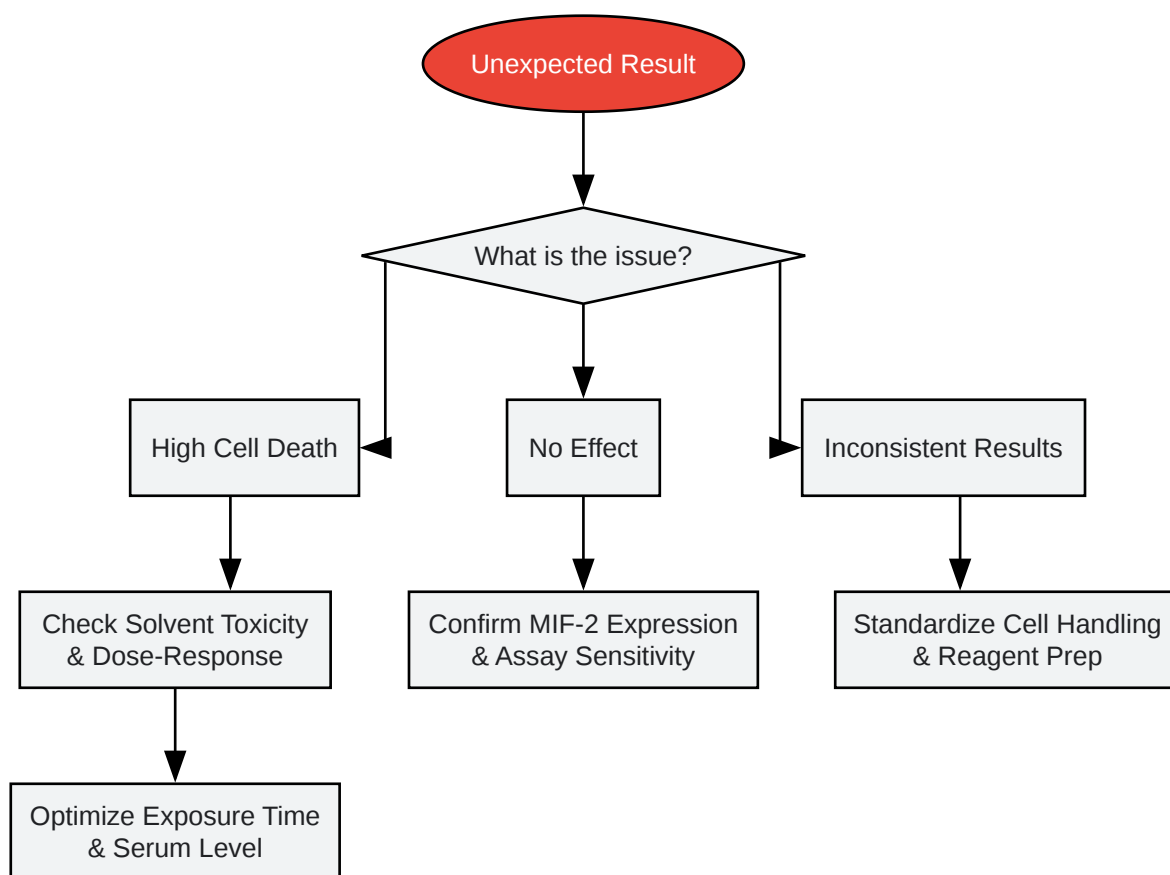 Unexpected Result
What is the issue?
High Cell Death
No Effect
Inconsistent Results
Check Solvent Toxicity
& Dose-Response
Confirm MIF-2 Expression
& Assay Sensitivity
Standardize Cell Handling
& Reagent Prep
Optimize Exposure Time
& Serum Level